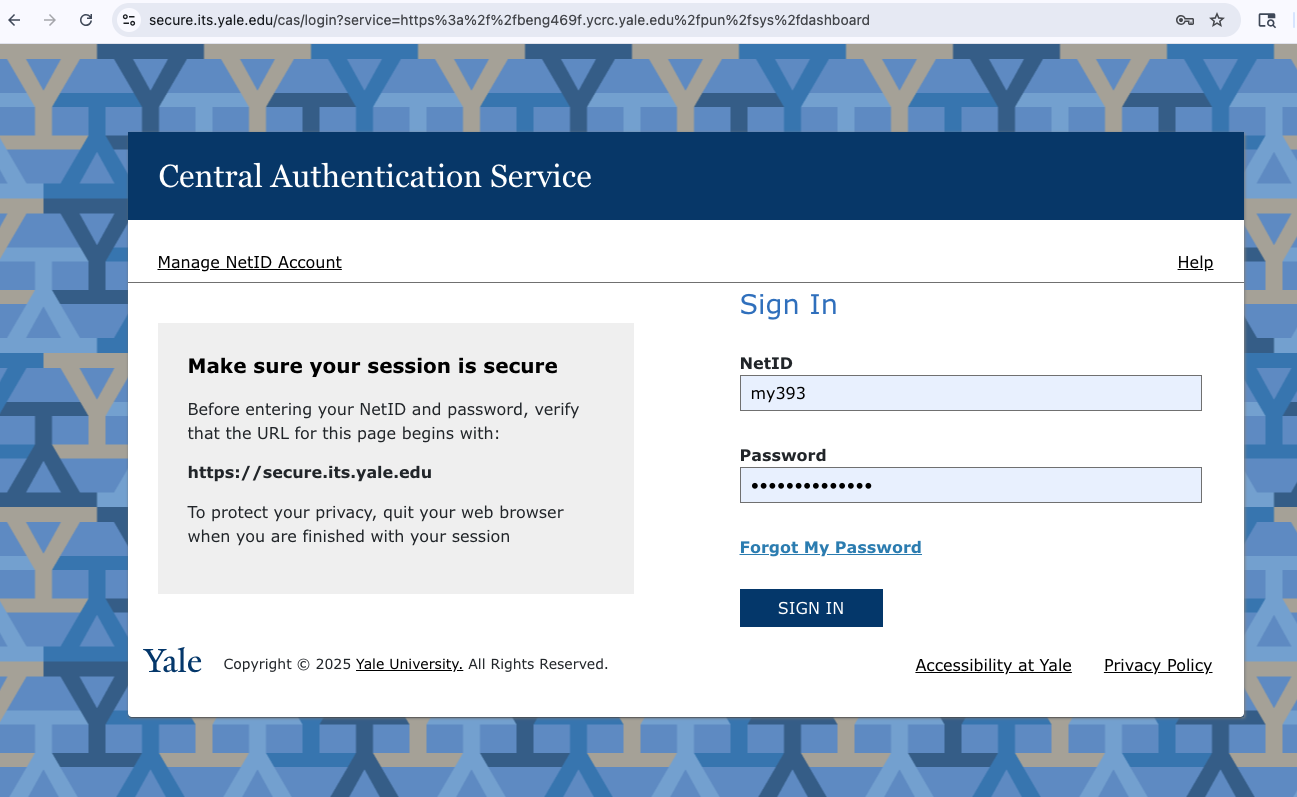 secure.its.yale.edu/cas/login?service=https%3a%2f%2fbeng469f.ycrc.yale.edu%2fpun%2fsys%2fdashboard
Central Authentication Service
Manage NetID Account
Help
Make sure your session is secure
Before entering your NetID and password, verify
that the URL for this page begins with:
https://secure.its.yale.edu
To protect your privacy, quit your web browser
when you are finished with your session
Sign In
NetID
my393
Password
••••••••••••••
Forgot My Password
SIGN IN
Yale
Copyright © 2025 Yale University. All Rights Reserved.
Accessibility at Yale
Privacy Policy